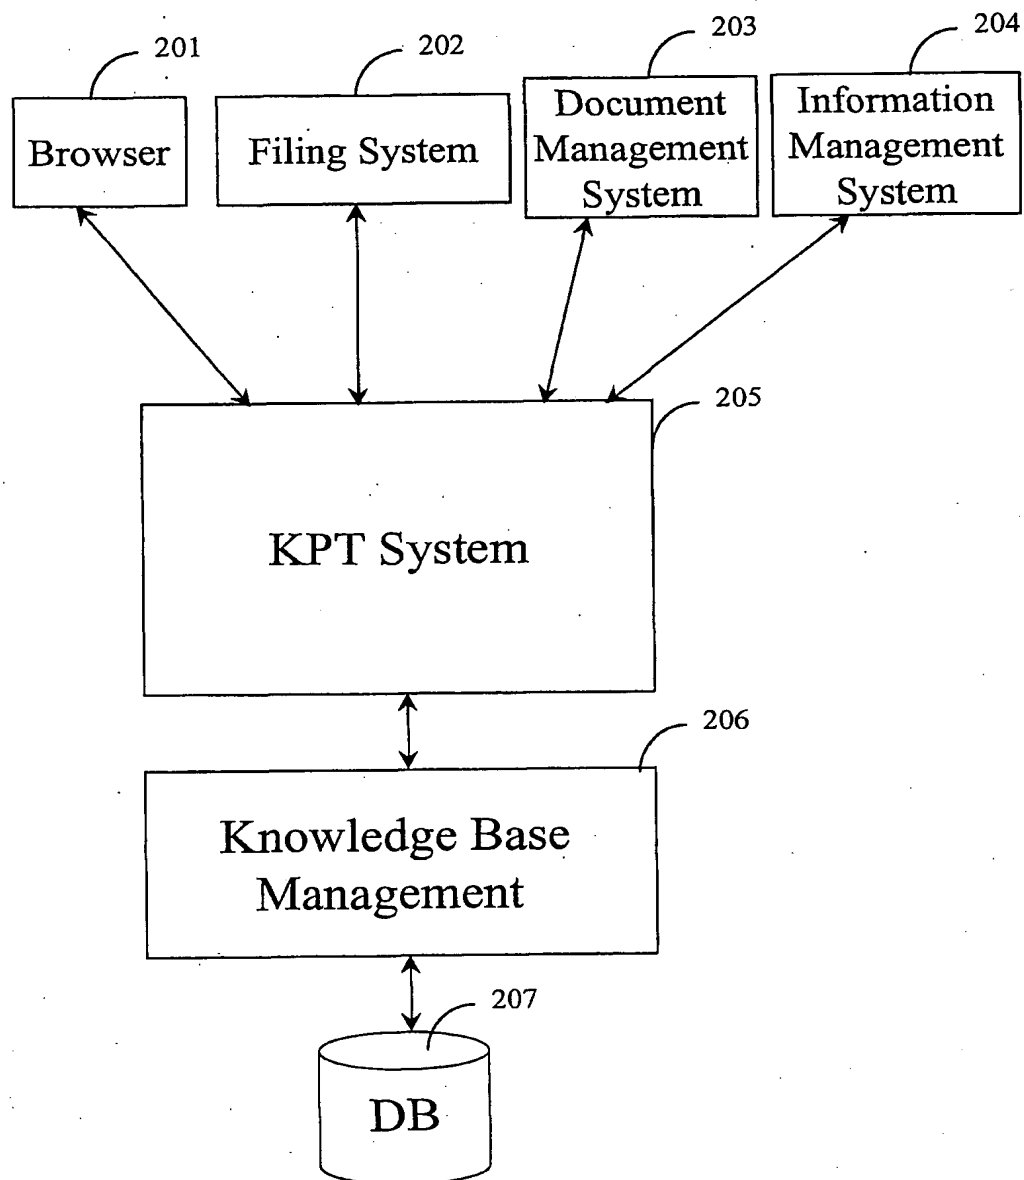 201
202
203
204
Browser
Filing System
Document
Management
System
Information
Management
System
205
KPT System
206
Knowledge Base
Management
207
DB